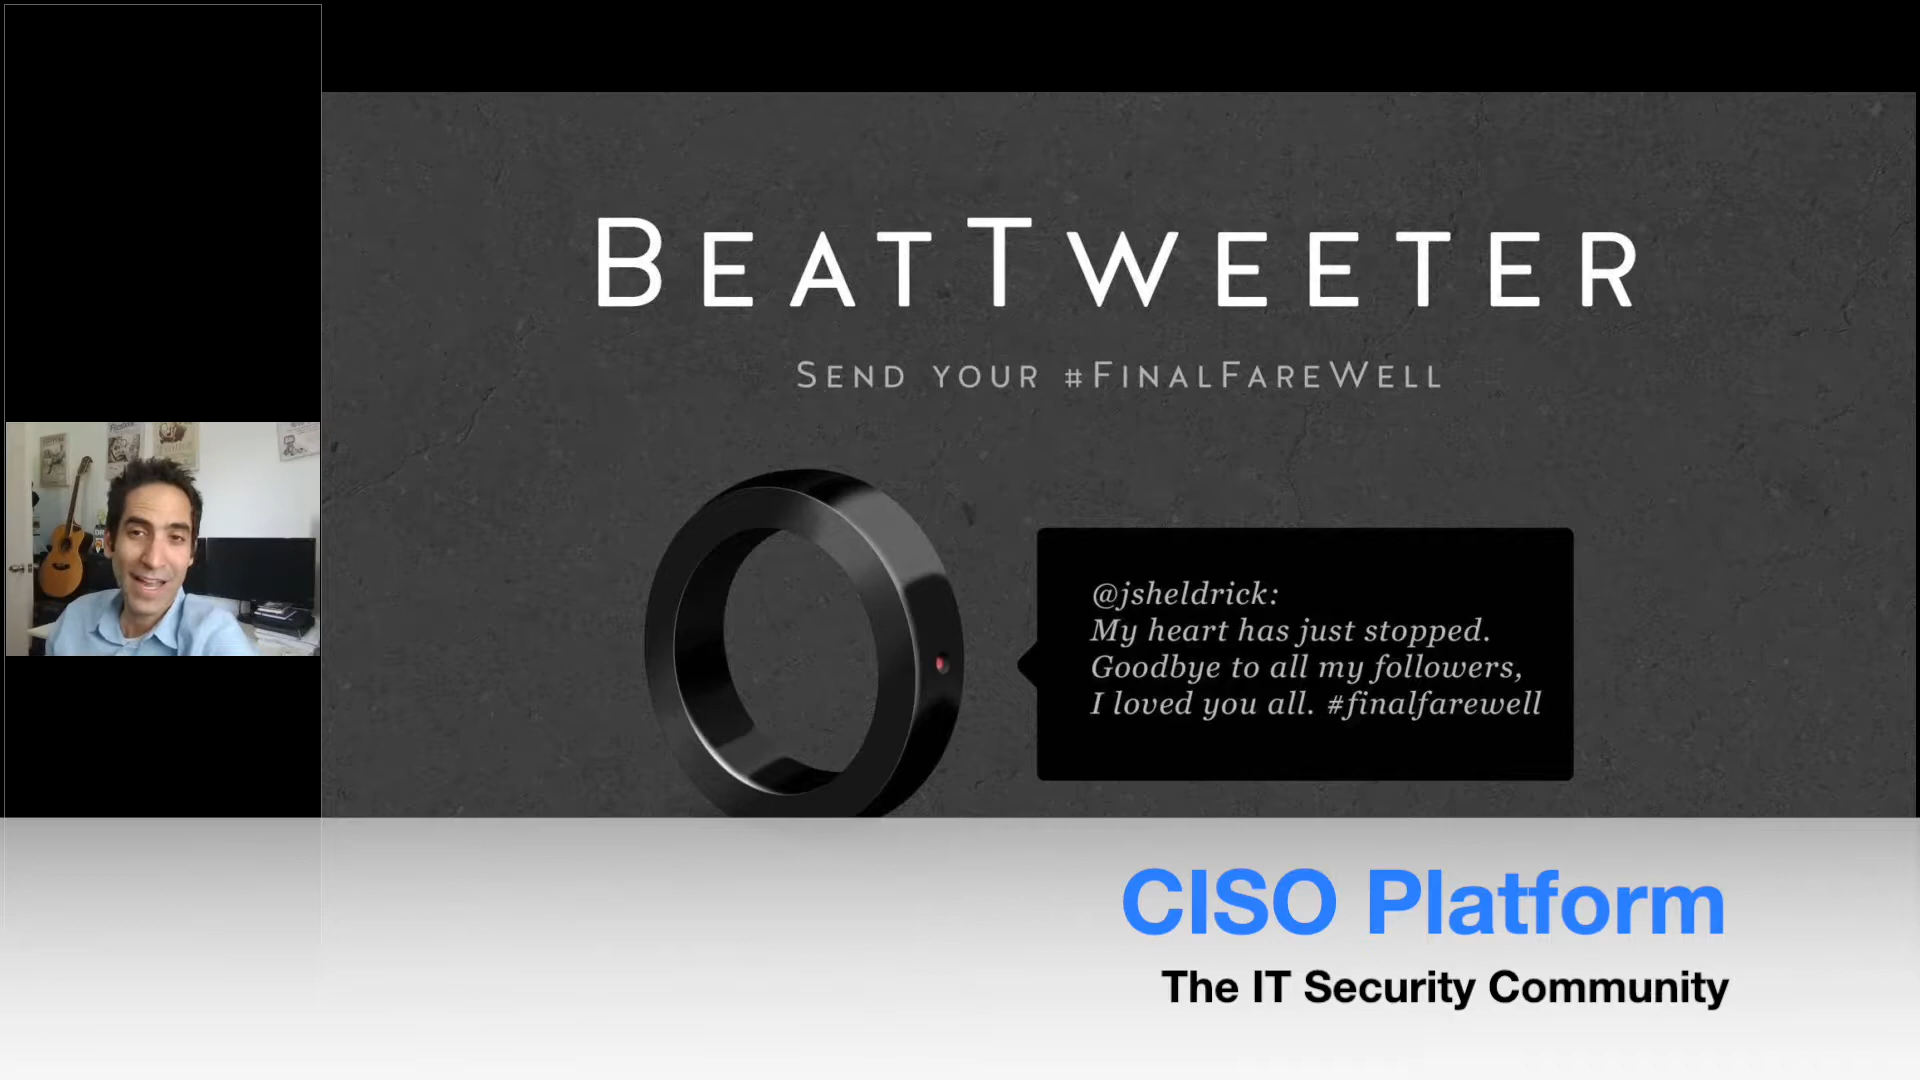 BEATTWEETER
SEND YOUR #FINALFAREWELL
@jsheldrick:
My heart has just stopped.
Goodbye to all my followers,
I loved you all. #finalfarewell
CISO Platform
The IT Security Community